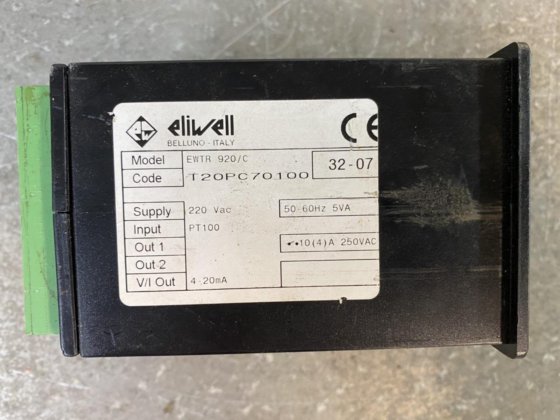 eliwell CE
BELLUNO - ITALY
Model EWTR 920/C 32-07
Code T20PC70100
Supply 220 Vac 50-60Hz 5VA
Input PT100
Out 1 10(4)A 250VAC
Out 2
V/I Out 4-20mA